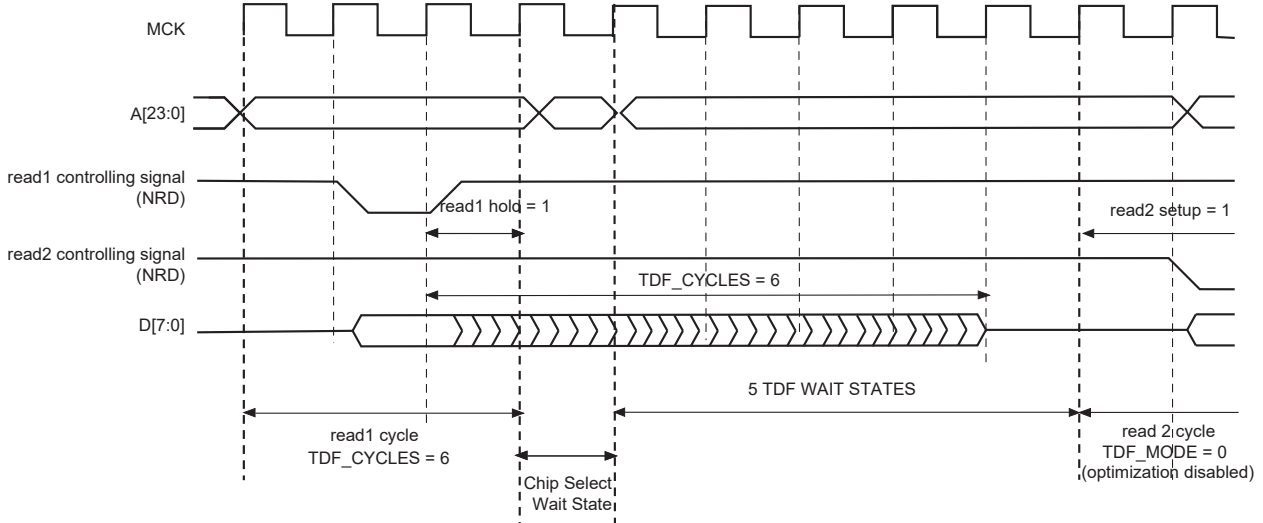 MCK
A[23:0]
read1 controlling signal
(NRD)
read1 hold = 1
read2 setup = 1
read2 controlling signal
(NRD)
TDF_CYCLES = 6
D[7:0]
5 TDF WAIT STATES
read1 cycle
TDF_CYCLES = 6
read 2 cycle
TDF_MODE = 0
(optimization disabled)
Chip Select
Wait State